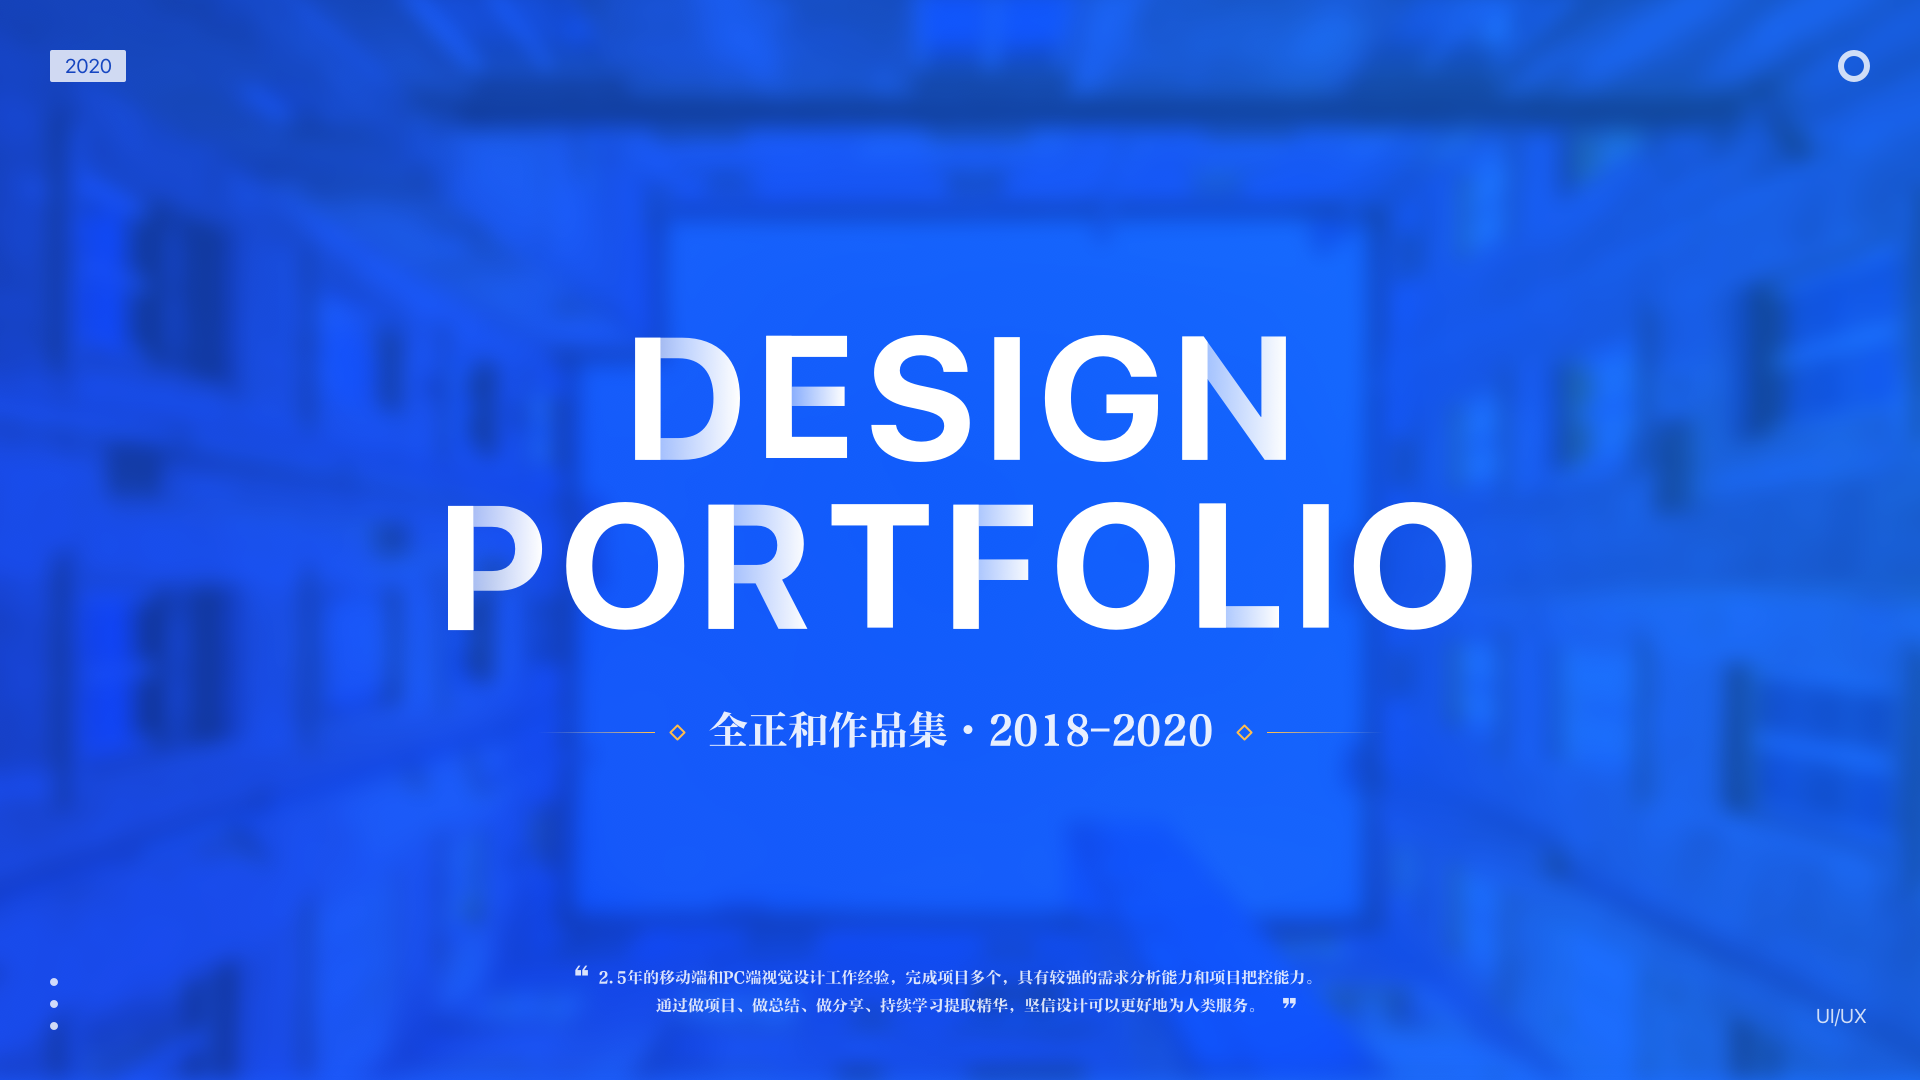 2020
DESIGN
PORTFOLIO
全正和作品集・2018-2020
❝ 2.5年的移动端和PC端视觉设计工作经验，完成项目多个，具有较强的需求分析能力和项目把控能力。
通过做项目、做总结、做分享、持续学习提取精华，坚信设计可以更好地为人类服务。 ❞
UI/UX